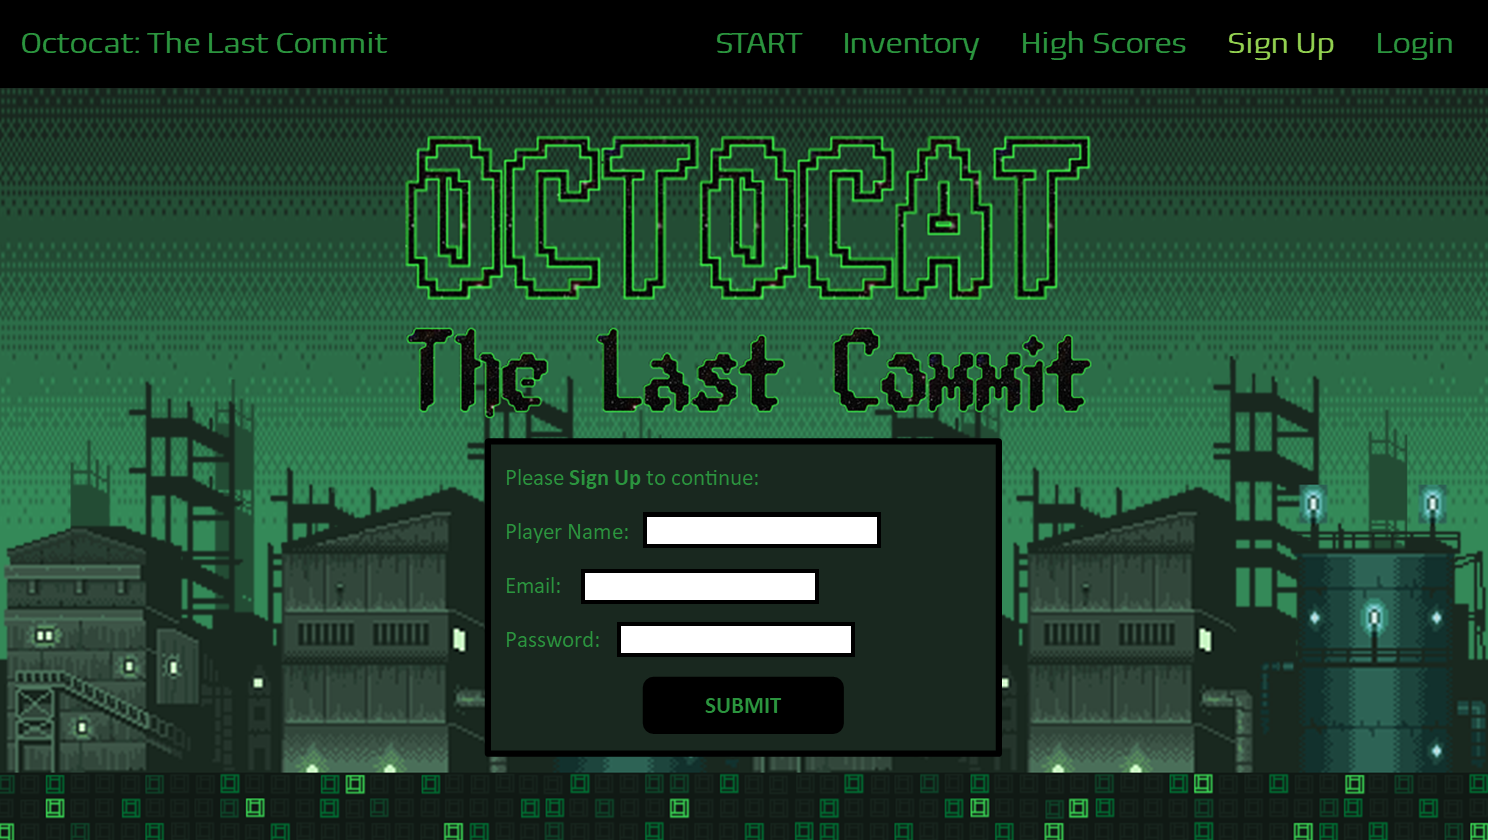 Octocat: The Last Commit START Inventory High Scores Sign Up Login
OCTOCAT
The Last Commit
Please Sign Up to continue:
Player Name:
Email:
Password:
SUBMIT